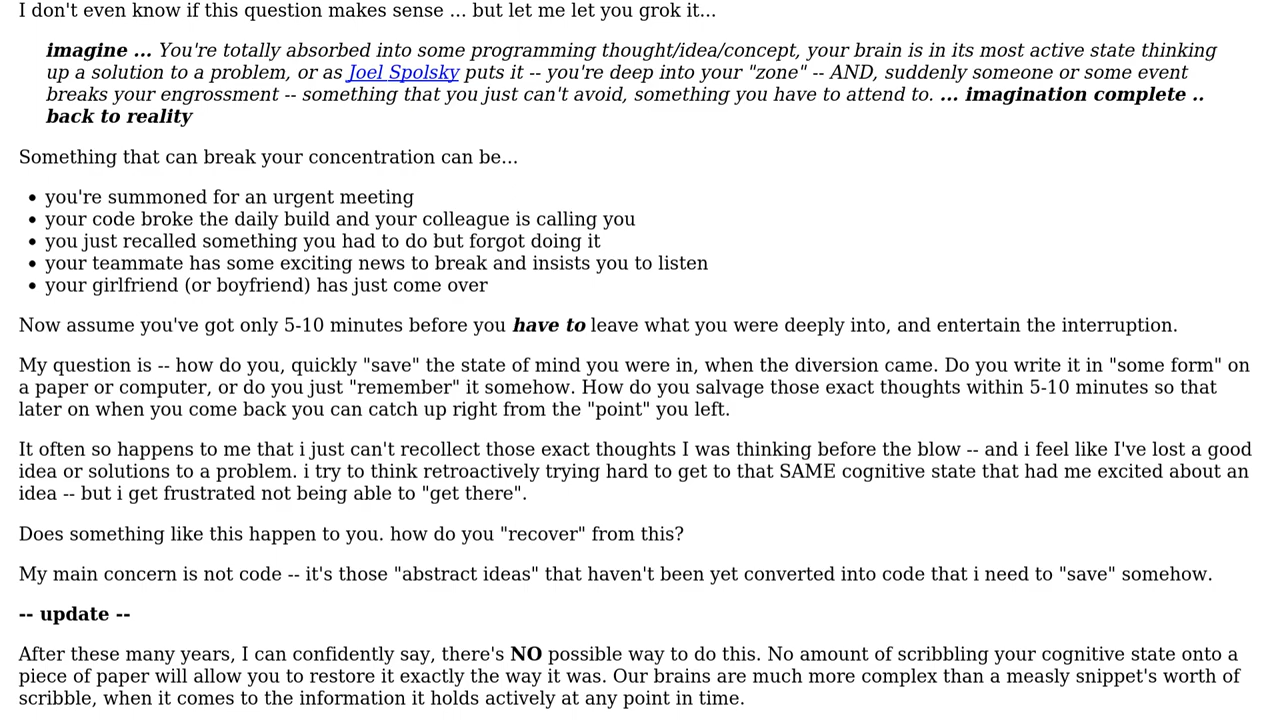 I don't even know if this question makes sense ... but let me let you grok it...
imagine ... You're totally absorbed into some programming thought/idea/concept, your brain is in its most active state thinking
up a solution to a problem, or as Joel Spolsky puts it -- you're deep into your "zone" -- AND, suddenly someone or some event
breaks your engrossment -- something that you just can't avoid, something you have to attend to. ... imagination complete ..
back to reality
Something that can break your concentration can be...
• you're summoned for an urgent meeting
• your code broke the daily build and your colleague is calling you
• you just recalled something you had to do but forgot doing it
• your teammate has some exciting news to break and insists you to listen
• your girlfriend (or boyfriend) has just come over
Now assume you've got only 5-10 minutes before you have to leave what you were deeply into, and entertain the interruption.
My question is -- how do you, quickly "save" the state of mind you were in, when the diversion came. Do you write it in "some form" on
a paper or computer, or do you just "remember" it somehow. How do you salvage those exact thoughts within 5-10 minutes so that
later on when you come back you can catch up right from the "point" you left.
It often so happens to me that i just can't recollect those exact thoughts I was thinking before the blow -- and i feel like I've lost a good
idea or solutions to a problem. i try to think retroactively trying hard to get to that SAME cognitive state that had me excited about an
idea -- but i get frustrated not being able to "get there".
Does something like this happen to you. how do you "recover" from this?
My main concern is not code -- it's those "abstract ideas" that haven't been yet converted into code that i need to "save" somehow.
-- update --
After these many years, I can confidently say, there's NO possible way to do this. No amount of scribbling your cognitive state onto a
piece of paper will allow you to restore it exactly the way it was. Our brains are much more complex than a measly snippet's worth of
scribble, when it comes to the information it holds actively at any point in time.